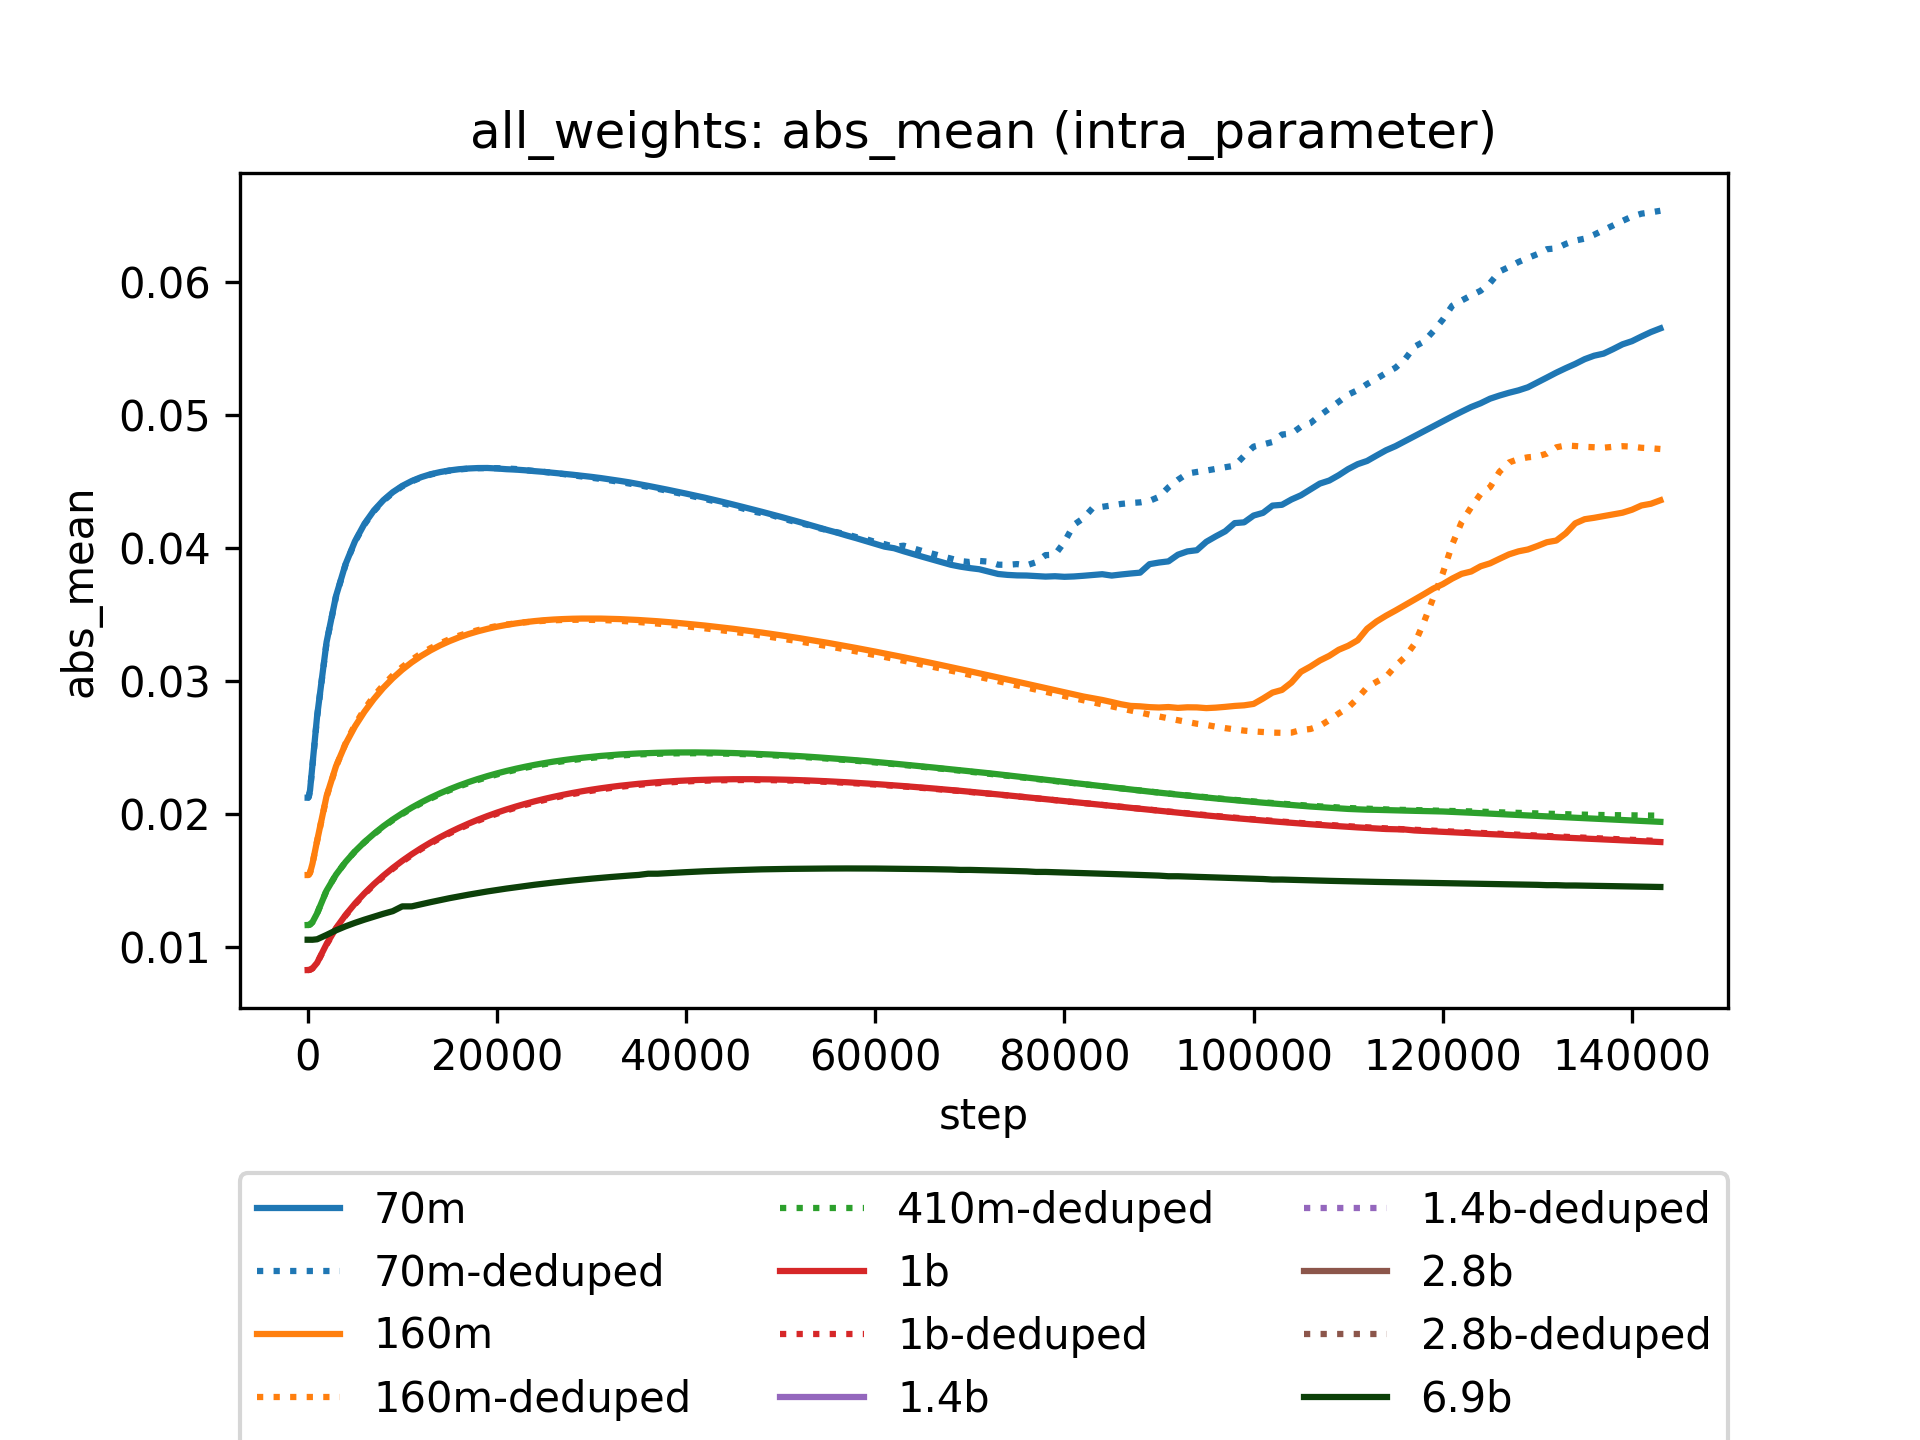 all_weights: abs_mean (intra_parameter)
abs_mean
0.06
0.05
0.04
0.03
0.02
0.01
0 20000 40000 60000 80000 100000 120000 140000
step
70m 410m-deduped 1.4b-deduped
70m-deduped 1b 2.8b
160m 1b-deduped 2.8b-deduped
160m-deduped 1.4b 6.9b